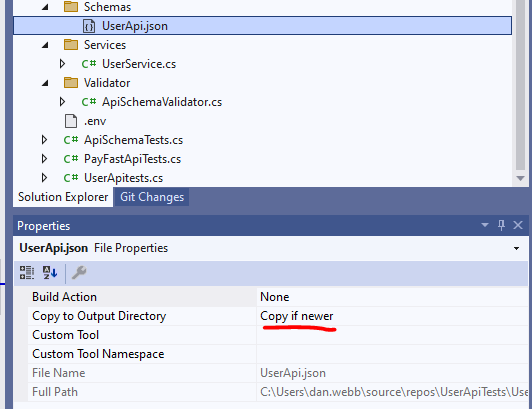 Schemas
UserApi.json
Services
C# UserService.cs
Validator
C# ApiSchemaValidator.cs
.env
C# ApiSchemaTests.cs
C# PayFastApiTests.cs
C# UserApitests.cs
Solution Explorer Git Changes
Properties
UserApi.json File Properties
Build Action None
Copy to Output Directory Copy if newer
Custom Tool
Custom Tool Namespace
File Name UserApi.json
Full Path C:\Users\dan.webb\source\repos\UserApiTests\Use